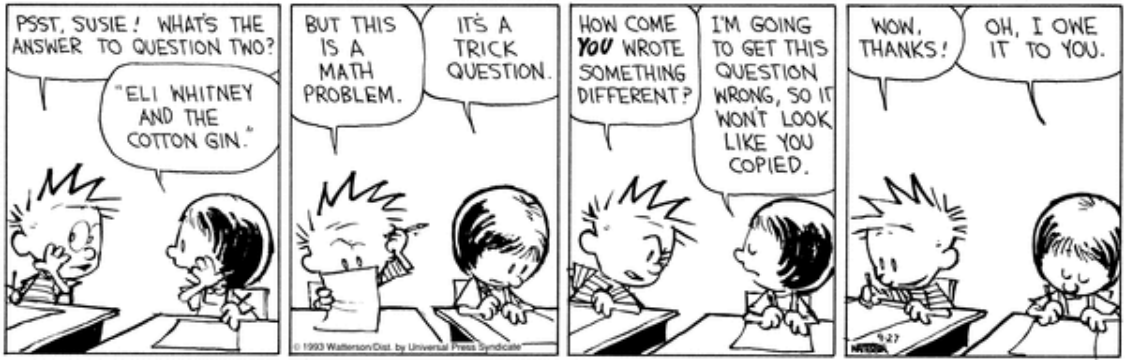 PSST, SUSIE! WHAT'S THE
ANSWER TO QUESTION TWO?
"ELI WHITNEY
AND THE
COTTON GIN."
BUT THIS
IS A
MATH
PROBLEM.
IT'S A
TRICK
QUESTION.
© 1993 Watterson/Dist. by Universal Press Syndicate
HOW COME
YOU WROTE
SOMETHING
DIFFERENT?
I'M GOING
TO GET THIS
QUESTION
WRONG, SO IT
WON'T LOOK
LIKE YOU
COPIED.
WOW,
THANKS!
OH, I OWE
IT TO YOU.
9-27